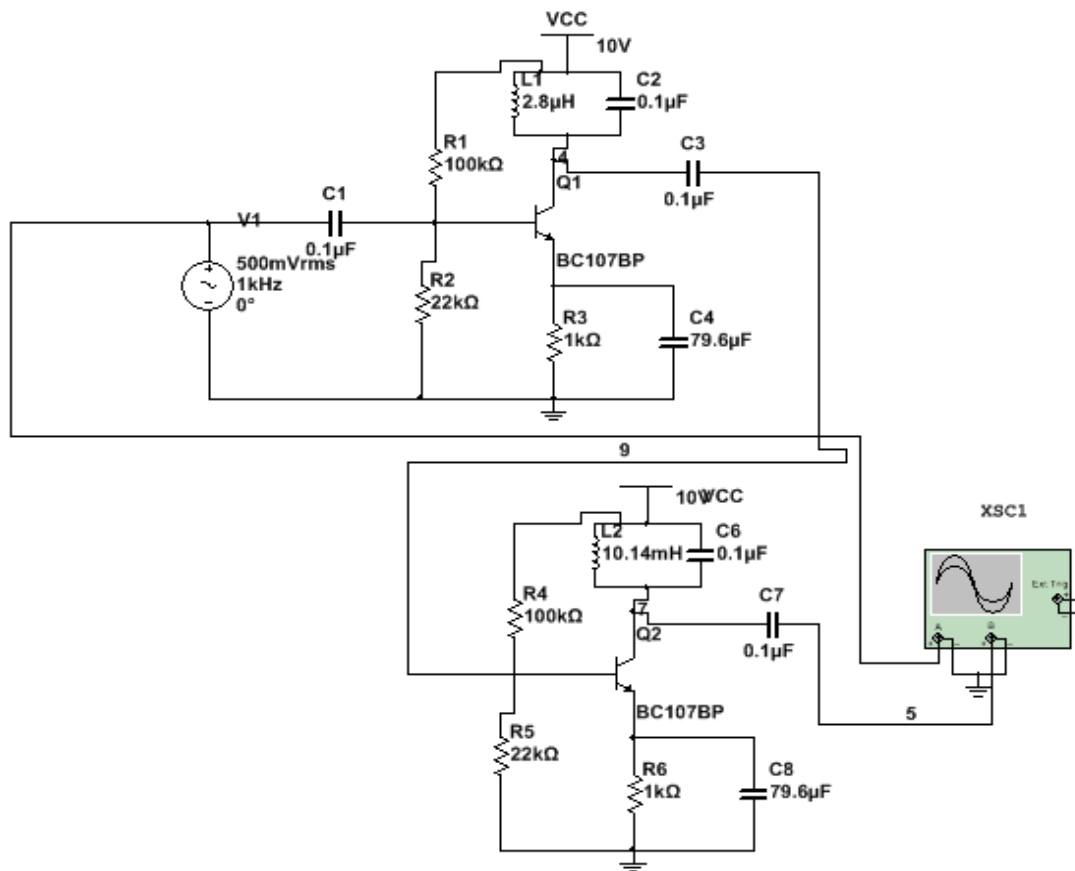 VCC
10V
L1
2.8µH
C2
0.1µF
R1
100kΩ
C3
0.1µF
4
Q1
C1
0.1µF
V1
500mVrms
1kHz
0°
BC107BP
R2
22kΩ
R3
1kΩ
C4
79.6µF
9
10V
VCC
XSC1
L2
10.14mH
C6
0.1µF
Ext Trig
R4
100kΩ
7
Q2
C7
0.1µF
A
B
BC107BP
5
R5
22kΩ
R6
1kΩ
C8
79.6µF